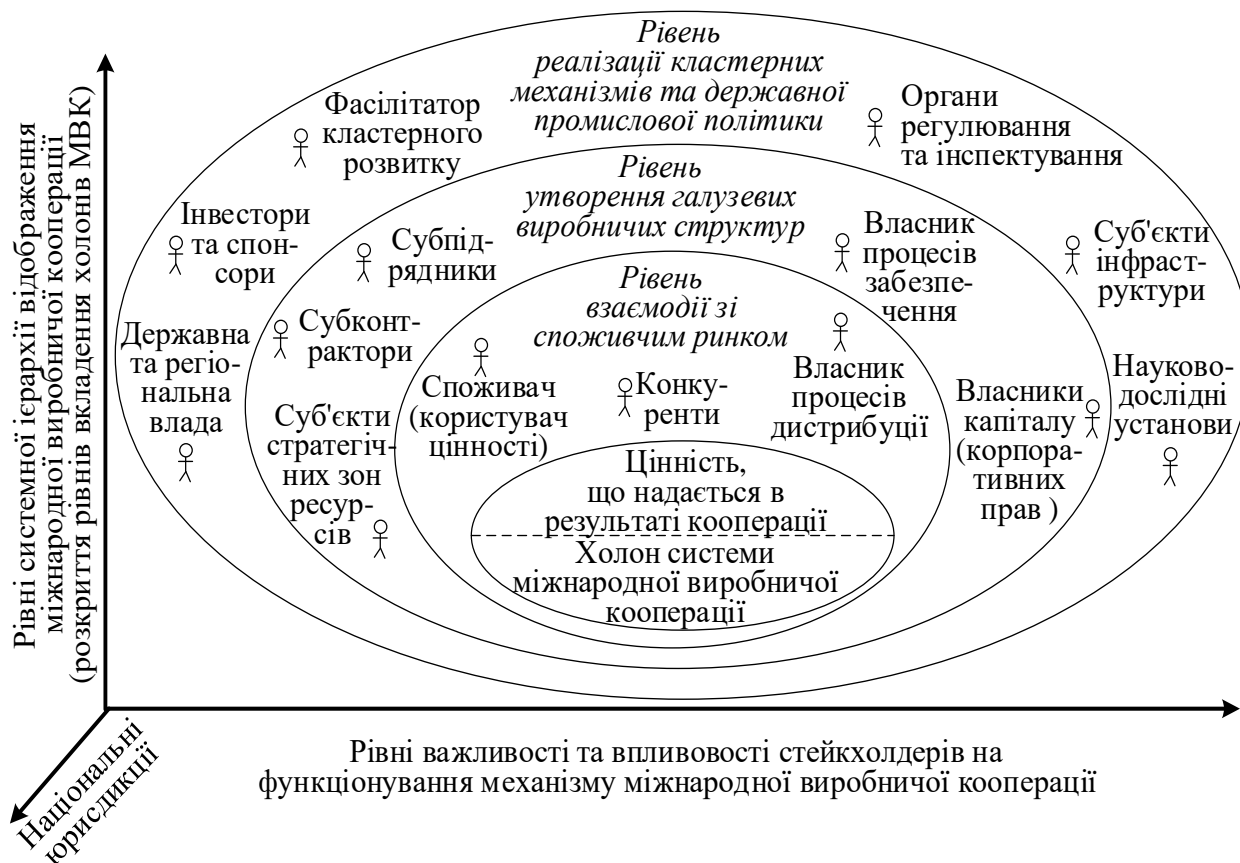 Рівні системної ієрархії відображення
міжнародної виробничої кооперації
(розкриття рівнів вкладення холонів МВК)
Рівень
реалізації кластерних
механізмів та державної
промислової політики
Фасілітатор
кластерного
розвитку
Органи
регулювання
та інспектування
Інвестори
та спон-
сори
Суб'єкти
інфраст-
руктури
Державна
та регіо-
нальна
влада
Науково-
дослідні
установи
Рівень
утворення галузевих
виробничих структур
Субпід-
рядники
Власник
процесів
забезпе-
чення
Субконт-
рактори
Суб'єкти
стратегіч-
них зон
ресур-
сів
Власники
капіталу
(корпора-
тивних
прав )
Рівень
взаємодії зі
споживчим ринком
Споживач
(користувач
цінності)
Конку-
ренти
Власник
процесів
дистрибуції
Цінність,
що надається в
результаті кооперації
Холон системи
міжнародної виробничої
кооперації
Рівні важливості та впливовості стейкхолдерів на
функціонування механізму міжнародної виробничої кооперації
Національні
юрисдикції